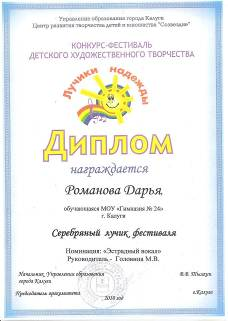 Управление образования города Калуги
Центр развития творчества детей и юношества "Созвездие"
КОНКУРС-ФЕСТИВАЛЬ
ДЕТСКОГО ХУДОЖЕСТВЕННОГО ТВОРЧЕСТВА
Лучики надежды
Диплом
награждается
Романова Дарья,
обучающаяся МОУ «Гимназия № 24»
г. Калуги
Серебряный лучик фестиваля
Номинация: «Эстрадный вокал»
Руководитель - Головина М.В.
Начальник Управления образования
города Калуги
Председатель оргкомитета
2010 год
г.Калуга